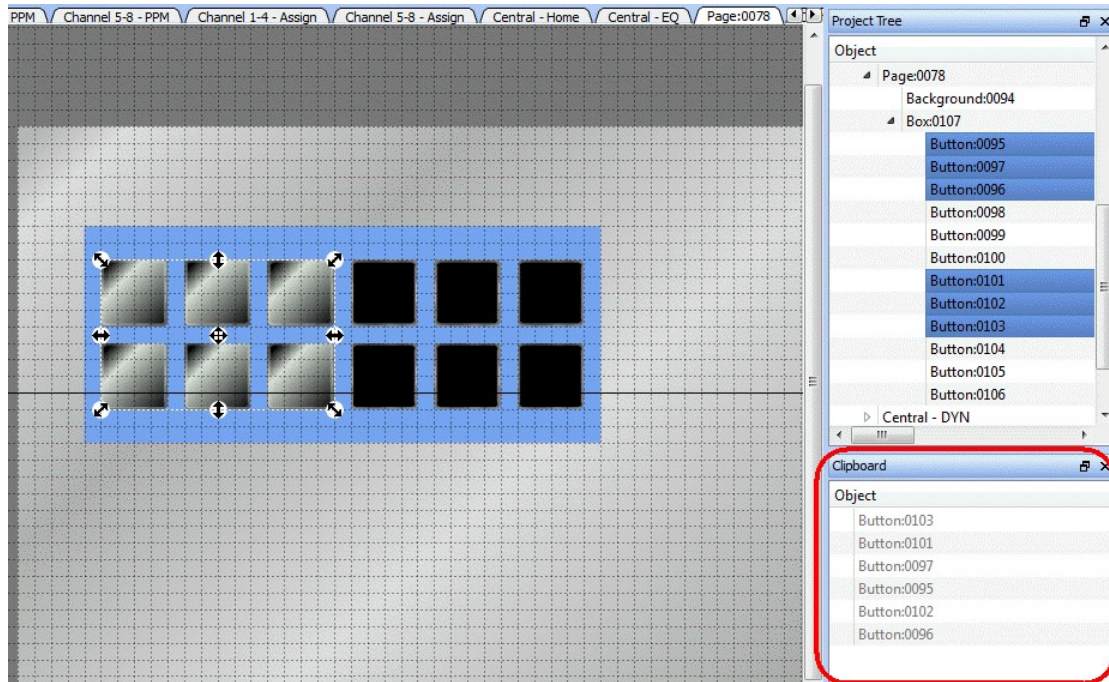 PPM Channel 5-8 - PPM Channel 1-4 - Assign Channel 5-8 - Assign Central - Home Central - EQ Page:0078
Project Tree
Object
Page:0078
Background:0094
Box:0107
Button:0095
Button:0097
Button:0096
Button:0098
Button:0099
Button:0100
Button:0101
Button:0102
Button:0103
Button:0104
Button:0105
Button:0106
Central - DYN
Clipboard
Object
Button:0103
Button:0101
Button:0097
Button:0095
Button:0102
Button:0096